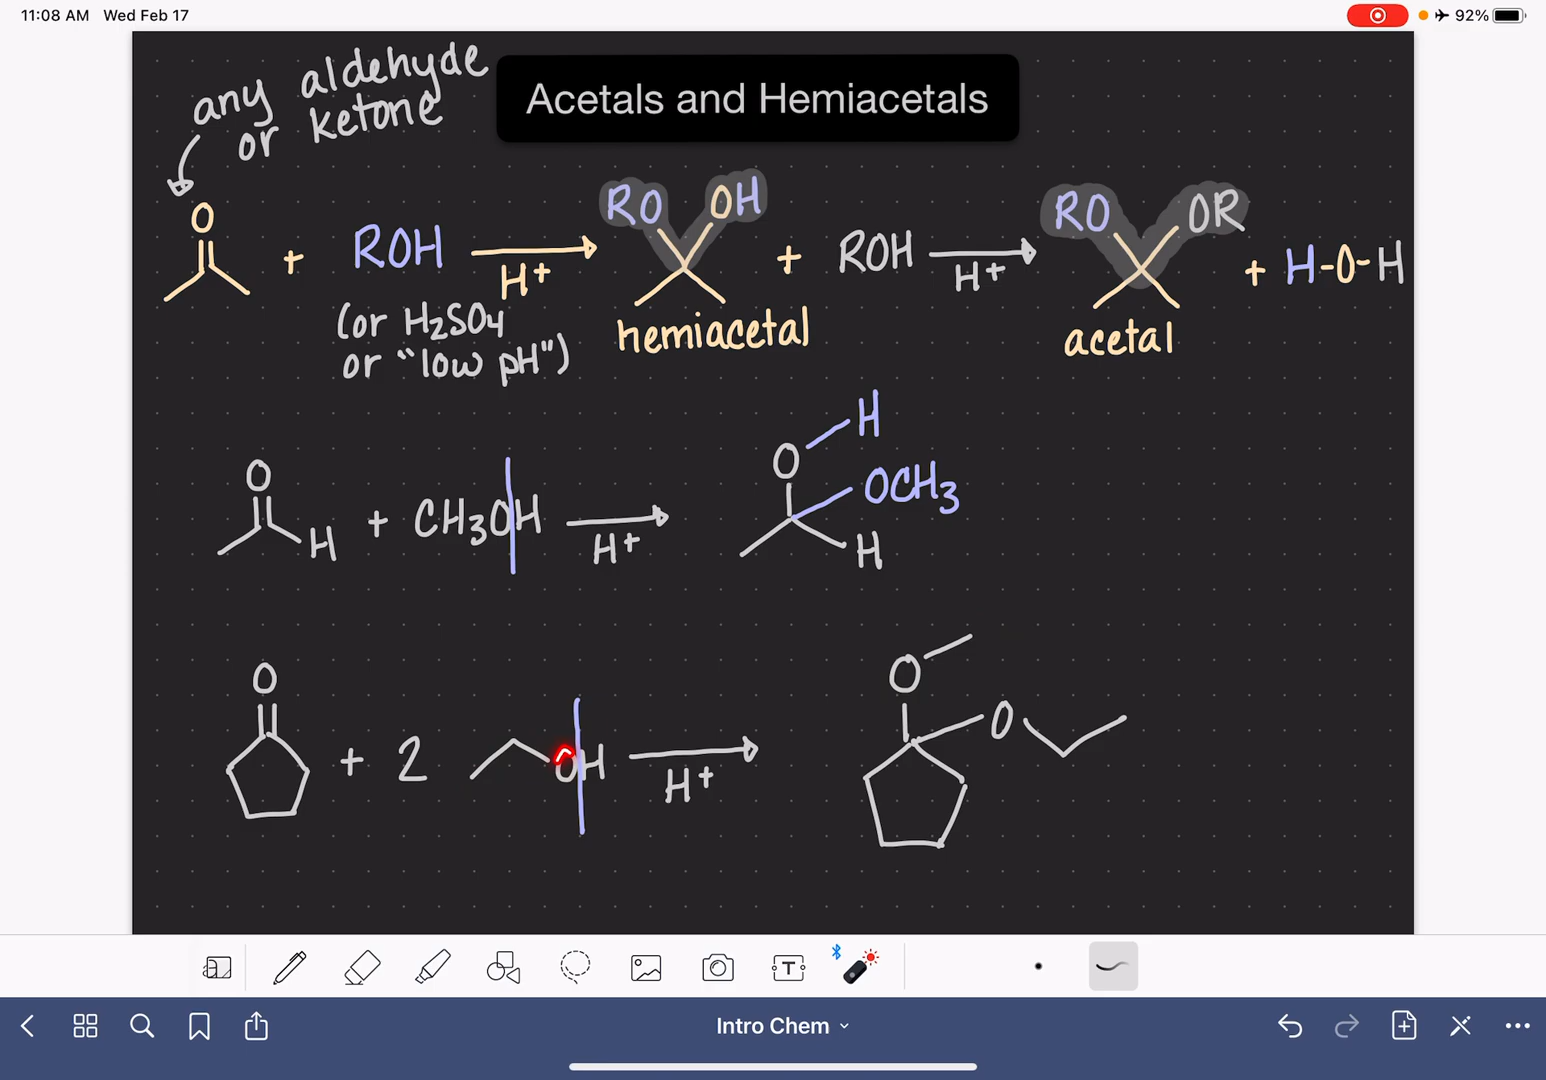 11:08 AM Wed Feb 17
92%
any aldehyde
or ketone
Acetals and Hemiacetals
O + ROH H+ RO OH + ROH H+ RO OR + H-O-H
(or H2SO4
or "low pH")
hemiacetal
acetal
O H + CH3OH H+ O H OCH3 H
O + 2 OH H+ O O
T
Intro Chem